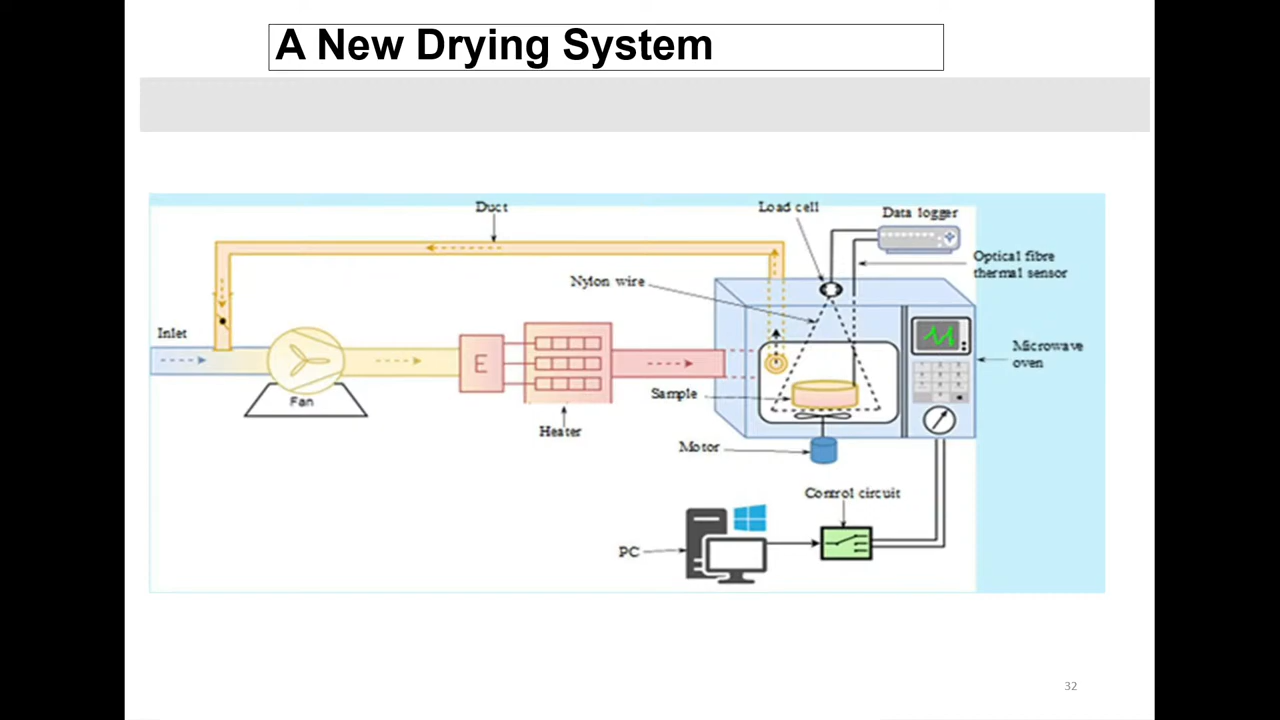 A New Drying System
Duct
Load cell
Data logger
Optical fibre
thermal sensor
Nylon wire
Inlet
Microwave
oven
E
Sample
Fan
Heater
Motor
Control circuit
PC
32